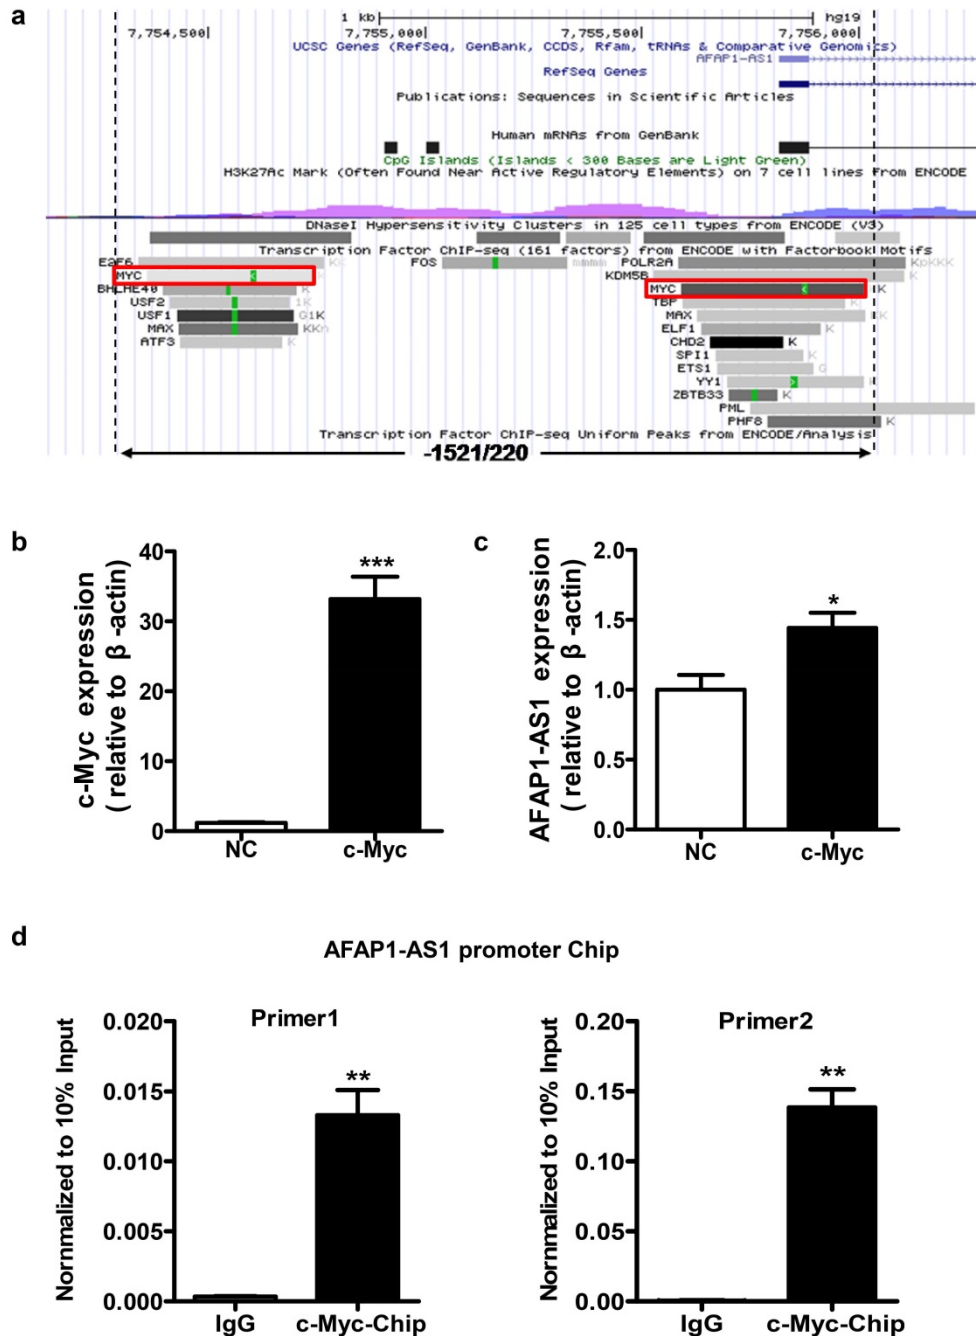 a
1 kb
hg19
7,754,500
7,755,000
7,755,500
7,756,000
UCSC Genes (RefSeq, GenBank, CCDS, Rfam, tRNAs & Comparative Genomics)
AFAP1-AS1
RefSeq Genes
Publications: Sequences in Scientific Articles
Human mRNAs from GenBank
CpG Islands (Islands < 300 Bases are Light Green)
H3K27Ac Mark (Often Found Near Active Regulatory Elements) on 7 cell lines from ENCODE
DNaseI Hypersensitivity Clusters in 125 cell types from ENCODE (V3)
Transcription Factor ChIP-seq (161 factors) from ENCODE with Factorbook Motifs
E2F6
FOS
POLR2A
MYC
KDM5B
BHLHE40
MYC
USF2
TBP
USF1
G1K
MAX
MAX
ELF1
K
ATF3
K
CHD2
K
SPI1
K
ETS1
G
YY1
ZBTB33
K
PML
PHF8
K
Transcription Factor ChIP-seq Uniform Peaks from ENCODE/Analysis
-1521/220
b
c-Myc expression
( relative to β -actin)
40
30
20
10
0
***
NC
c-Myc
c
AFAP1-AS1 expression
( relative to β -actin)
2.0
1.5
1.0
0.5
0.0
*
NC
c-Myc
d
AFAP1-AS1 promoter Chip
Primer1
Nornmalized to 10% Input
0.020
0.015
0.010
0.005
0.000
**
IgG
c-Myc-Chip
Primer2
Nornmalized to 10% Input
0.20
0.15
0.10
0.05
0.00
**
IgG
c-Myc-Chip